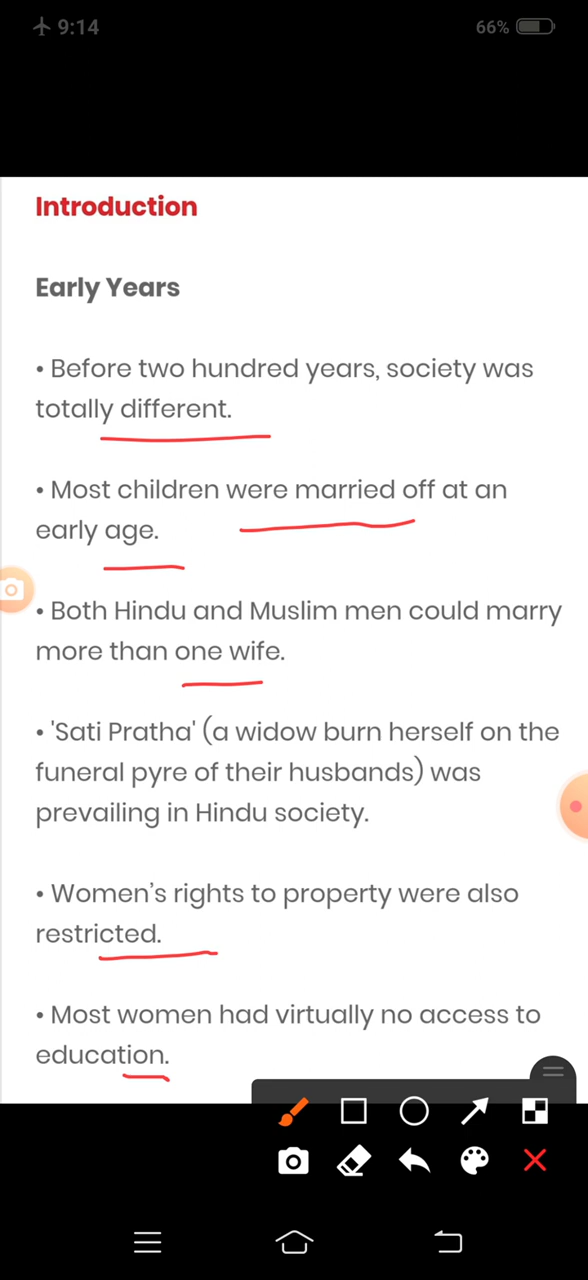 9:14 66%
Introduction
Early Years
• Before two hundred years, society was
totally different.
• Most children were married off at an
early age.
• Both Hindu and Muslim men could marry
more than one wife.
• 'Sati Pratha' (a widow burn herself on the
funeral pyre of their husbands) was
prevailing in Hindu society.
• Women's rights to property were also
restricted.
• Most women had virtually no access to
education.